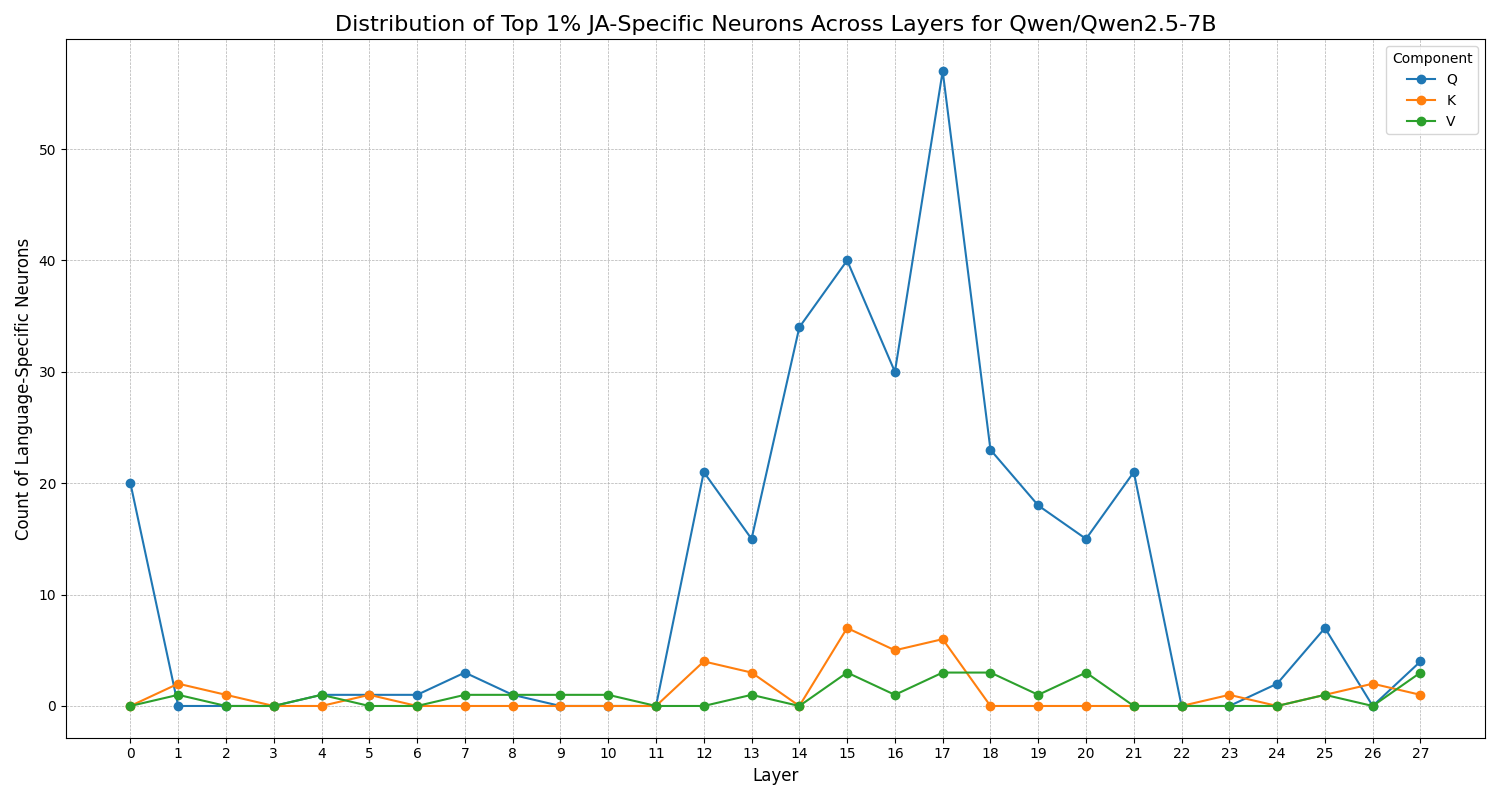 Distribution of Top 1% JA-Specific Neurons Across Layers for Qwen/Qwen2.5-7B
Component
Q
K
V
Count of Language-Specific Neurons
50
40
30
20
10
0
0 1 2 3 4 5 6 7 8 9 10 11 12 13 14 15 16 17 18 19 20 21 22 23 24 25 26 27
Layer